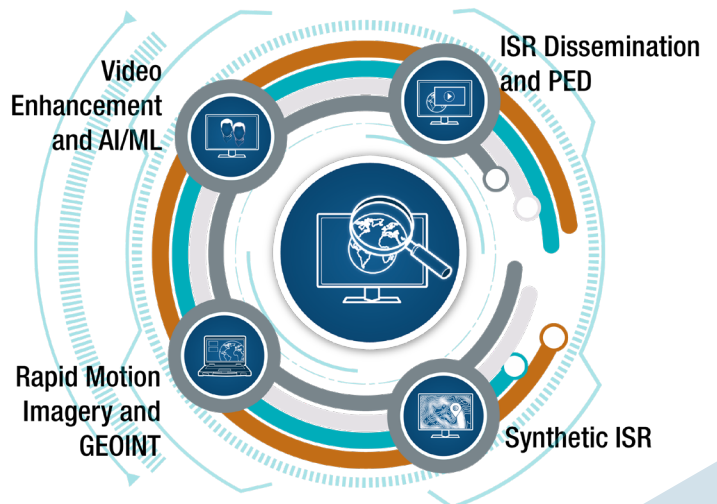 Video
Enhancement
and AI/ML
ISR Dissemination
and PED
Rapid Motion
Imagery and
GEOINT
Synthetic ISR